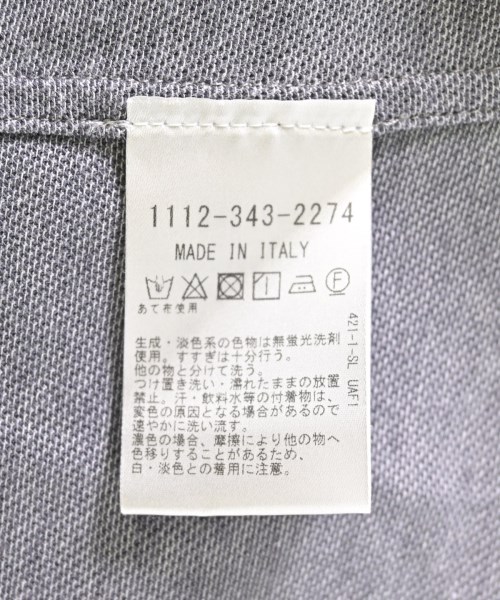 1112-343-2274
MADE IN ITALY
F
あて布使用
生成・淡色系の色物は無蛍光洗剤
使用。すすぎは十分行う。
他の物と分けて洗う。
つけ置き洗い・濡れたままの放置
禁止。汗・飲料水等の付着物は、
変色の原因となる場合があるので
速やかに洗い流す。
濃色の場合、摩擦により他の物へ
色移りすることがあるため、
白・淡色との着用に注意。
421-1-SL UAF1